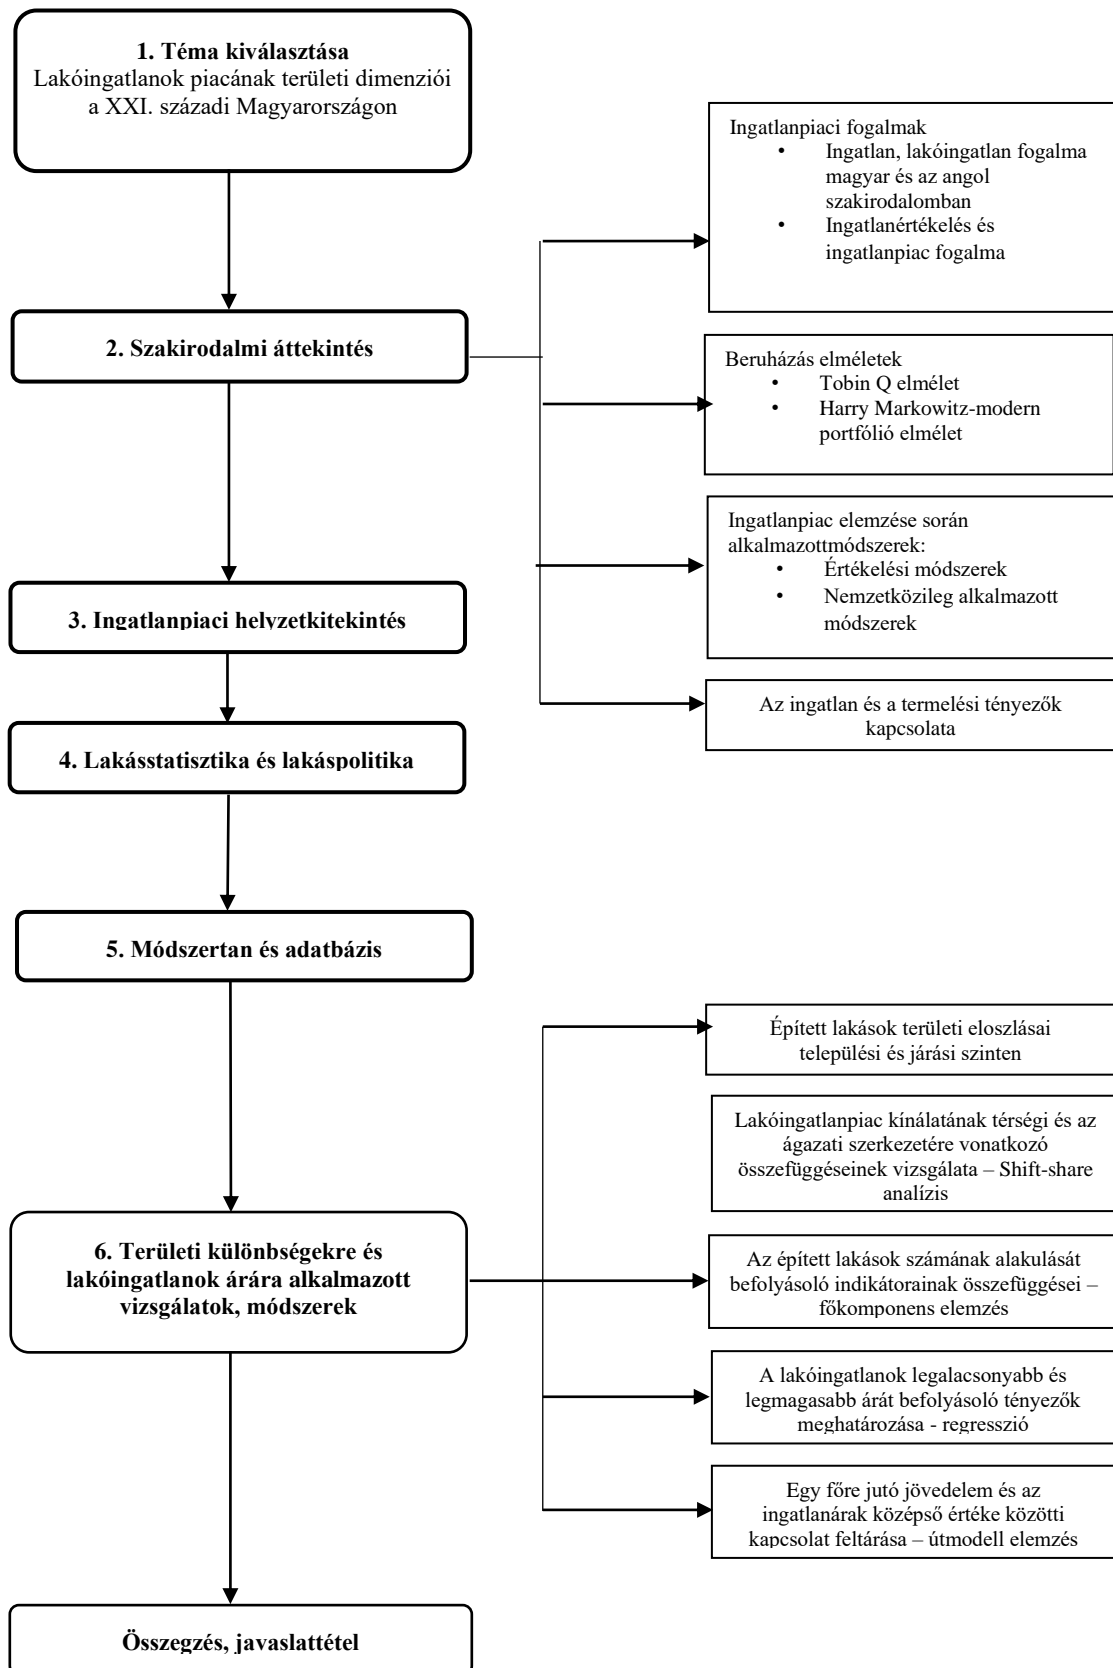 1. Téma kiválasztása
Lakóingatlanok piacának területi dimenziói
a XXI. századi Magyarországon
2. Szakirodalmi áttekintés
Ingatlanpiaci fogalmak
• Ingatlan, lakóingatlan fogalma
magyar és az angol
szakirodalomban
• Ingatlanértékelés és
ingatlanpiac fogalma
Beruházás elméletek
• Tobin Q elmélet
• Harry Markowitz-modern
portfólió elmélet
Ingatlanpiac elemzése során
alkalmazottmódszerek:
• Értékelési módszerek
• Nemzetközileg alkalmazott
módszerek
Az ingatlan és a termelési tényezők
kapcsolata
3. Ingatlanpiaci helyzetkitekintés
4. Lakásstatisztika és lakáspolitika
5. Módszertan és adatbázis
6. Területi különbségekre és
lakóingatlanok árára alkalmazott
vizsgálatok, módszerek
Épített lakások területi eloszlásai
települési és járási szinten
Lakóingatlanpiac kínálatának térségi és az
ágazati szerkezetére vonatkozó
összefüggéseinek vizsgálata – Shift-share
analízis
Az épített lakások számának alakulását
befolyásoló indikátorainak összefüggései –
főkomponens elemzés
A lakóingatlanok legalacsonyabb és
legmagasabb árát befolyásoló tényezők
meghatározása - regresszió
Egy főre jutó jövedelem és az
ingatlanárak középső értéke közötti
kapcsolat feltárása – útmodell elemzés
Összegzés, javaslattétel